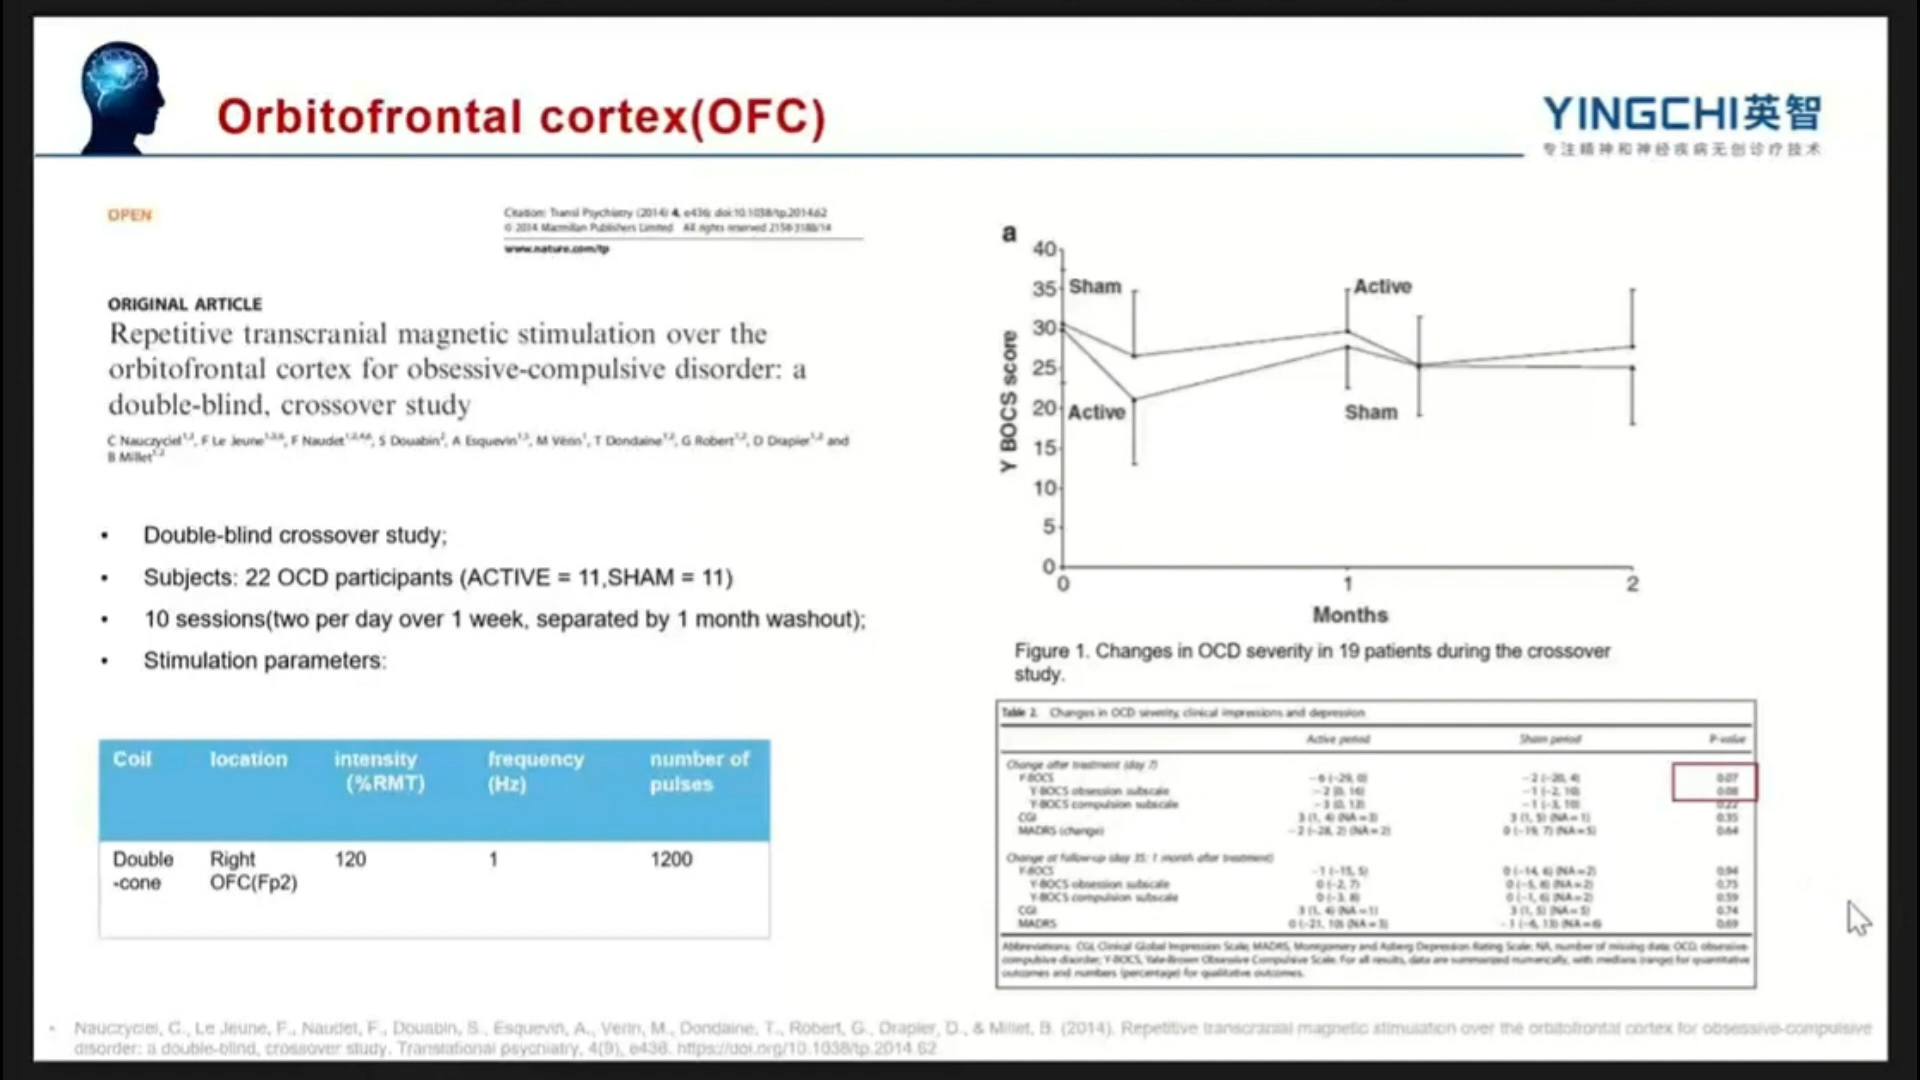 Orbitofrontal cortex(OFC)
YINGCHI英智
专注精神和神经疾病无创诊疗技术
OPEN
Citation: Transl Psychiatry (2014) 4, e436; doi:10.1038/tp.2014.62
© 2014 Macmillan Publishers Limited All rights reserved 2158-3188/14
www.nature.com/tp
ORIGINAL ARTICLE
Repetitive transcranial magnetic stimulation over the
orbitofrontal cortex for obsessive-compulsive disorder: a
double-blind, crossover study
C Nauczyciel1,2, F Le Jeune1,3,6, F Naudet1,2,4,6, S Douabin2, A Esquevin1,5, M Vérin1, T Dondaine1,2, G Robert1,2, D Drapier1,2 and
B Millet1,2
• Double-blind crossover study;
• Subjects: 22 OCD participants (ACTIVE = 11,SHAM = 11)
• 10 sessions(two per day over 1 week, separated by 1 month washout);
• Stimulation parameters:
Coil location intensity frequency number of
(%RMT) (Hz) pulses
Double Right 120 1 1200
-cone OFC(Fp2)
a
40
35
30
25
20
15
10
5
0
Y BOCS score
Sham
Active
Active
Sham
0 1 2
Months
Figure 1. Changes in OCD severity in 19 patients during the crossover
study.
Table 2. Changes in OCD severity, clinical impressions and depression
Active period Sham period P-value
Change after treatment (day 7)
Y-BOCS −6 (−29, 0) −2 (−20, 4) 0.07
Y-BOCS obsession subscale 0.08
Y-BOCS compulsion subscale 0.22
CGI 3 (1, 4) (NA=3) 3 (1, 5) (NA=1) 0.35
MADRS (change) −2 (−28, 2) (NA=2) 0 (−19, 7) (NA=5) 0.64
Change at follow-up (day 35: 1 month after treatment)
Y-BOCS −1 (−15, 5) 0 (−14, 6) (NA=2) 0.94
Y-BOCS obsession subscale 0 (−2, 7) 0 (−5, 8) (NA=2) 0.75
Y-BOCS compulsion subscale 0 (−3, 8) 0 (−1, 6) (NA=2) 0.59
CGI 3 (1, 4) (NA=1) 3 (1, 5) (NA=5) 0.74
MADRS 0 (−21, 10) (NA=3) −1 (−6, 13) (NA=6) 0.69
Abbreviations: CGI, Clinical Global Impression Scale; MADRS, Montgomery and Asberg Depression Rating Scale; NA, number of missing data; OCD, obsessive-
compulsive disorder; Y-BOCS, Yale-Brown Obsessive Compulsive Scale. For all results, data are summarized numerically, with medians (range) for quantitative
outcomes and numbers (percentage) for qualitative outcomes.
• Nauczyciel, C., Le Jeune, F., Naudet, F., Douabin, S., Esquevin, A., Vérin, M., Dondaine, T., Robert, G., Drapier, D., & Millet, B. (2014). Repetitive transcranial magnetic stimulation over the orbitofrontal cortex for obsessive-compulsive
disorder: a double-blind, crossover study. Translational psychiatry, 4(9), e436. https://doi.org/10.1038/tp.2014.62